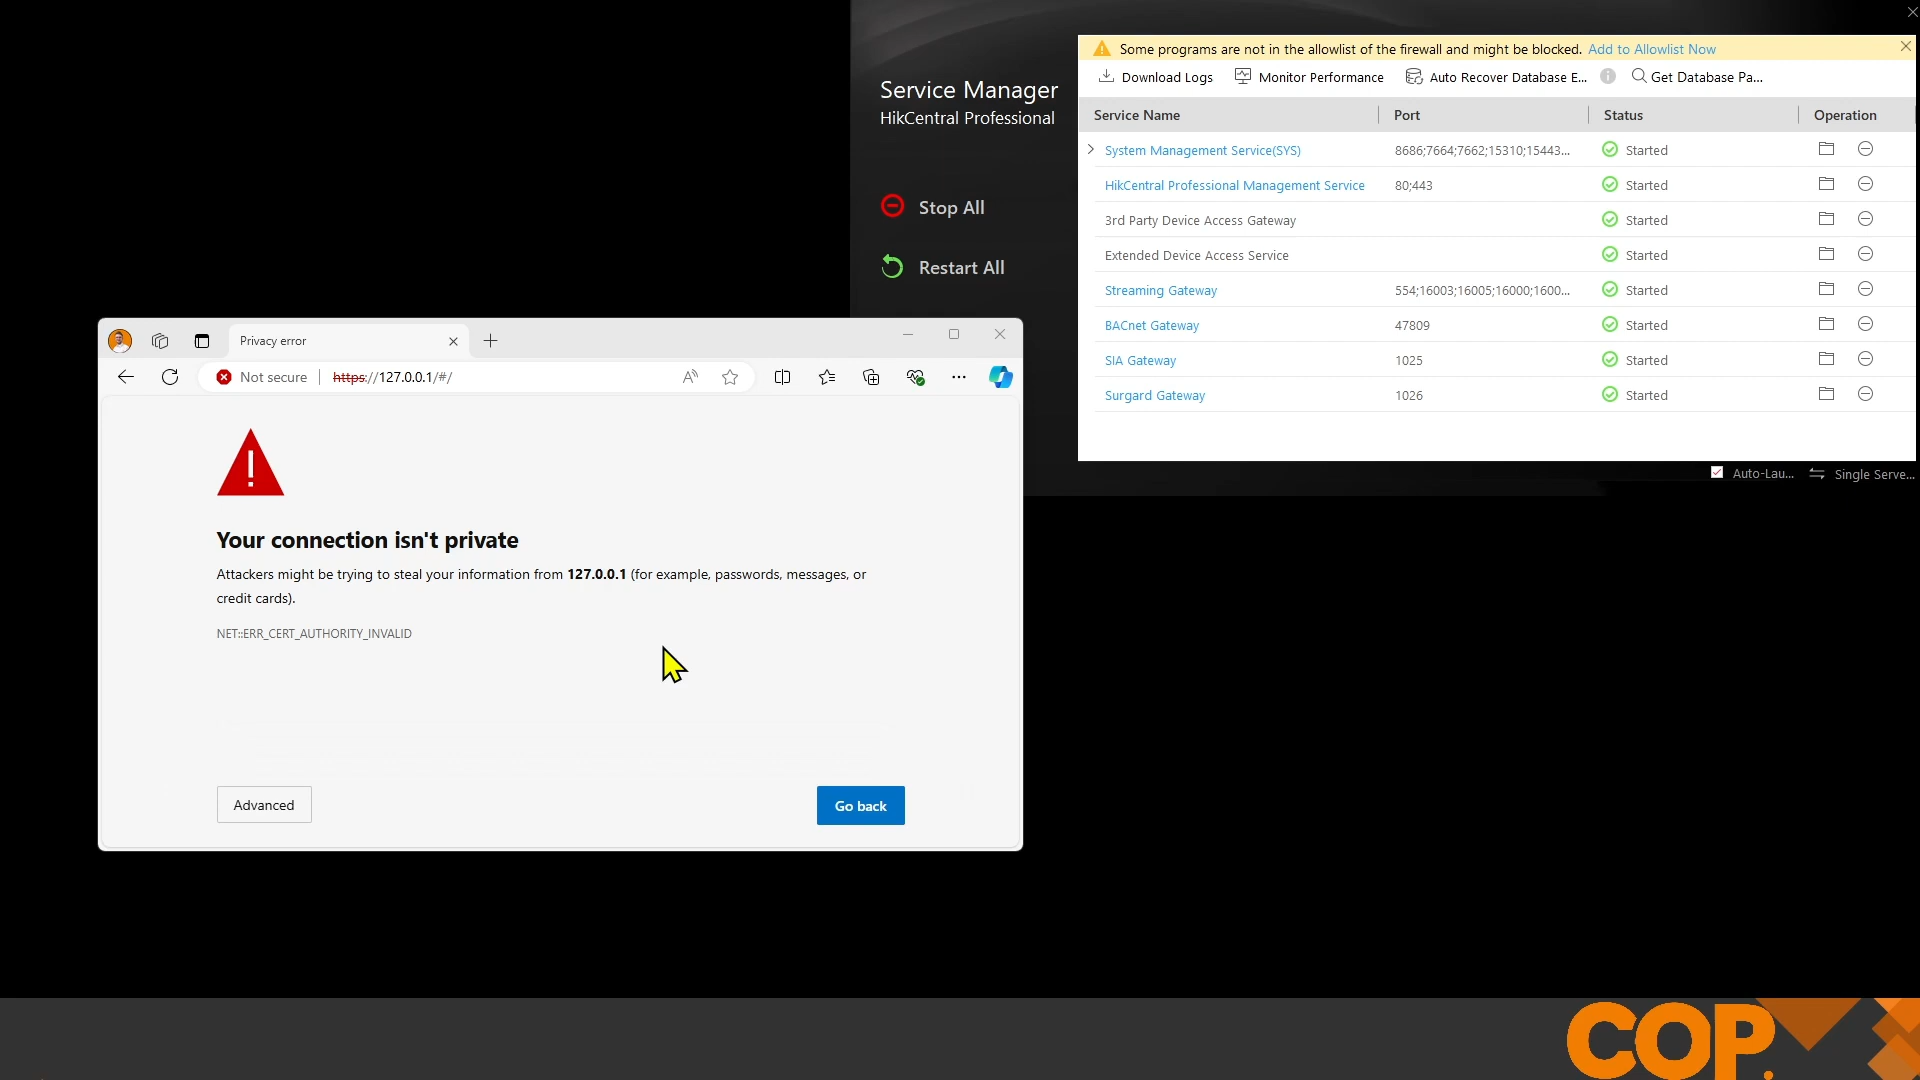 Some programs are not in the allowlist of the firewall and might be blocked. Add to Allowlist Now
Download Logs Monitor Performance Auto Recover Database E... Get Database Pa...
Service Manager
HikCentral Professional
Stop All
Restart All
Service Name Port Status Operation
System Management Service(SYS) 8686;7664;7662;15310;15443... Started
HikCentral Professional Management Service 80;443 Started
3rd Party Device Access Gateway Started
Extended Device Access Service Started
Streaming Gateway 554;16003;16005;16000;1600... Started
BACnet Gateway 47809 Started
SIA Gateway 1025 Started
Surgard Gateway 1026 Started
Auto-Lau... Single Serve...
Privacy error
Not secure https://127.0.0.1/#/
Your connection isn't private
Attackers might be trying to steal your information from 127.0.0.1 (for example, passwords, messages, or
credit cards).
NET::ERR_CERT_AUTHORITY_INVALID
Advanced
Go back
COP.